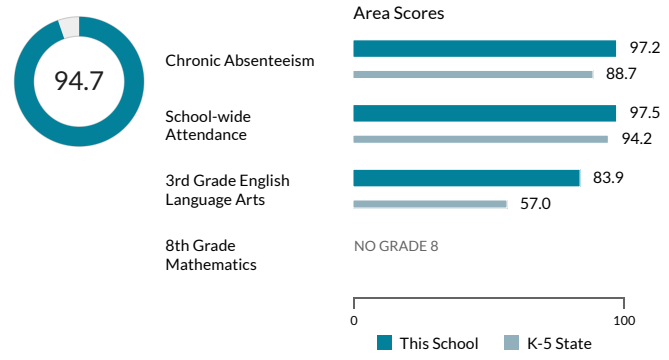 Area Scores
94.7
Chronic Absenteeism
97.2
88.7
School-wide
Attendance
97.5
94.2
3rd Grade English
Language Arts
83.9
57.0
8th Grade
Mathematics
NO GRADE 8
0
100
This School
K-5 State